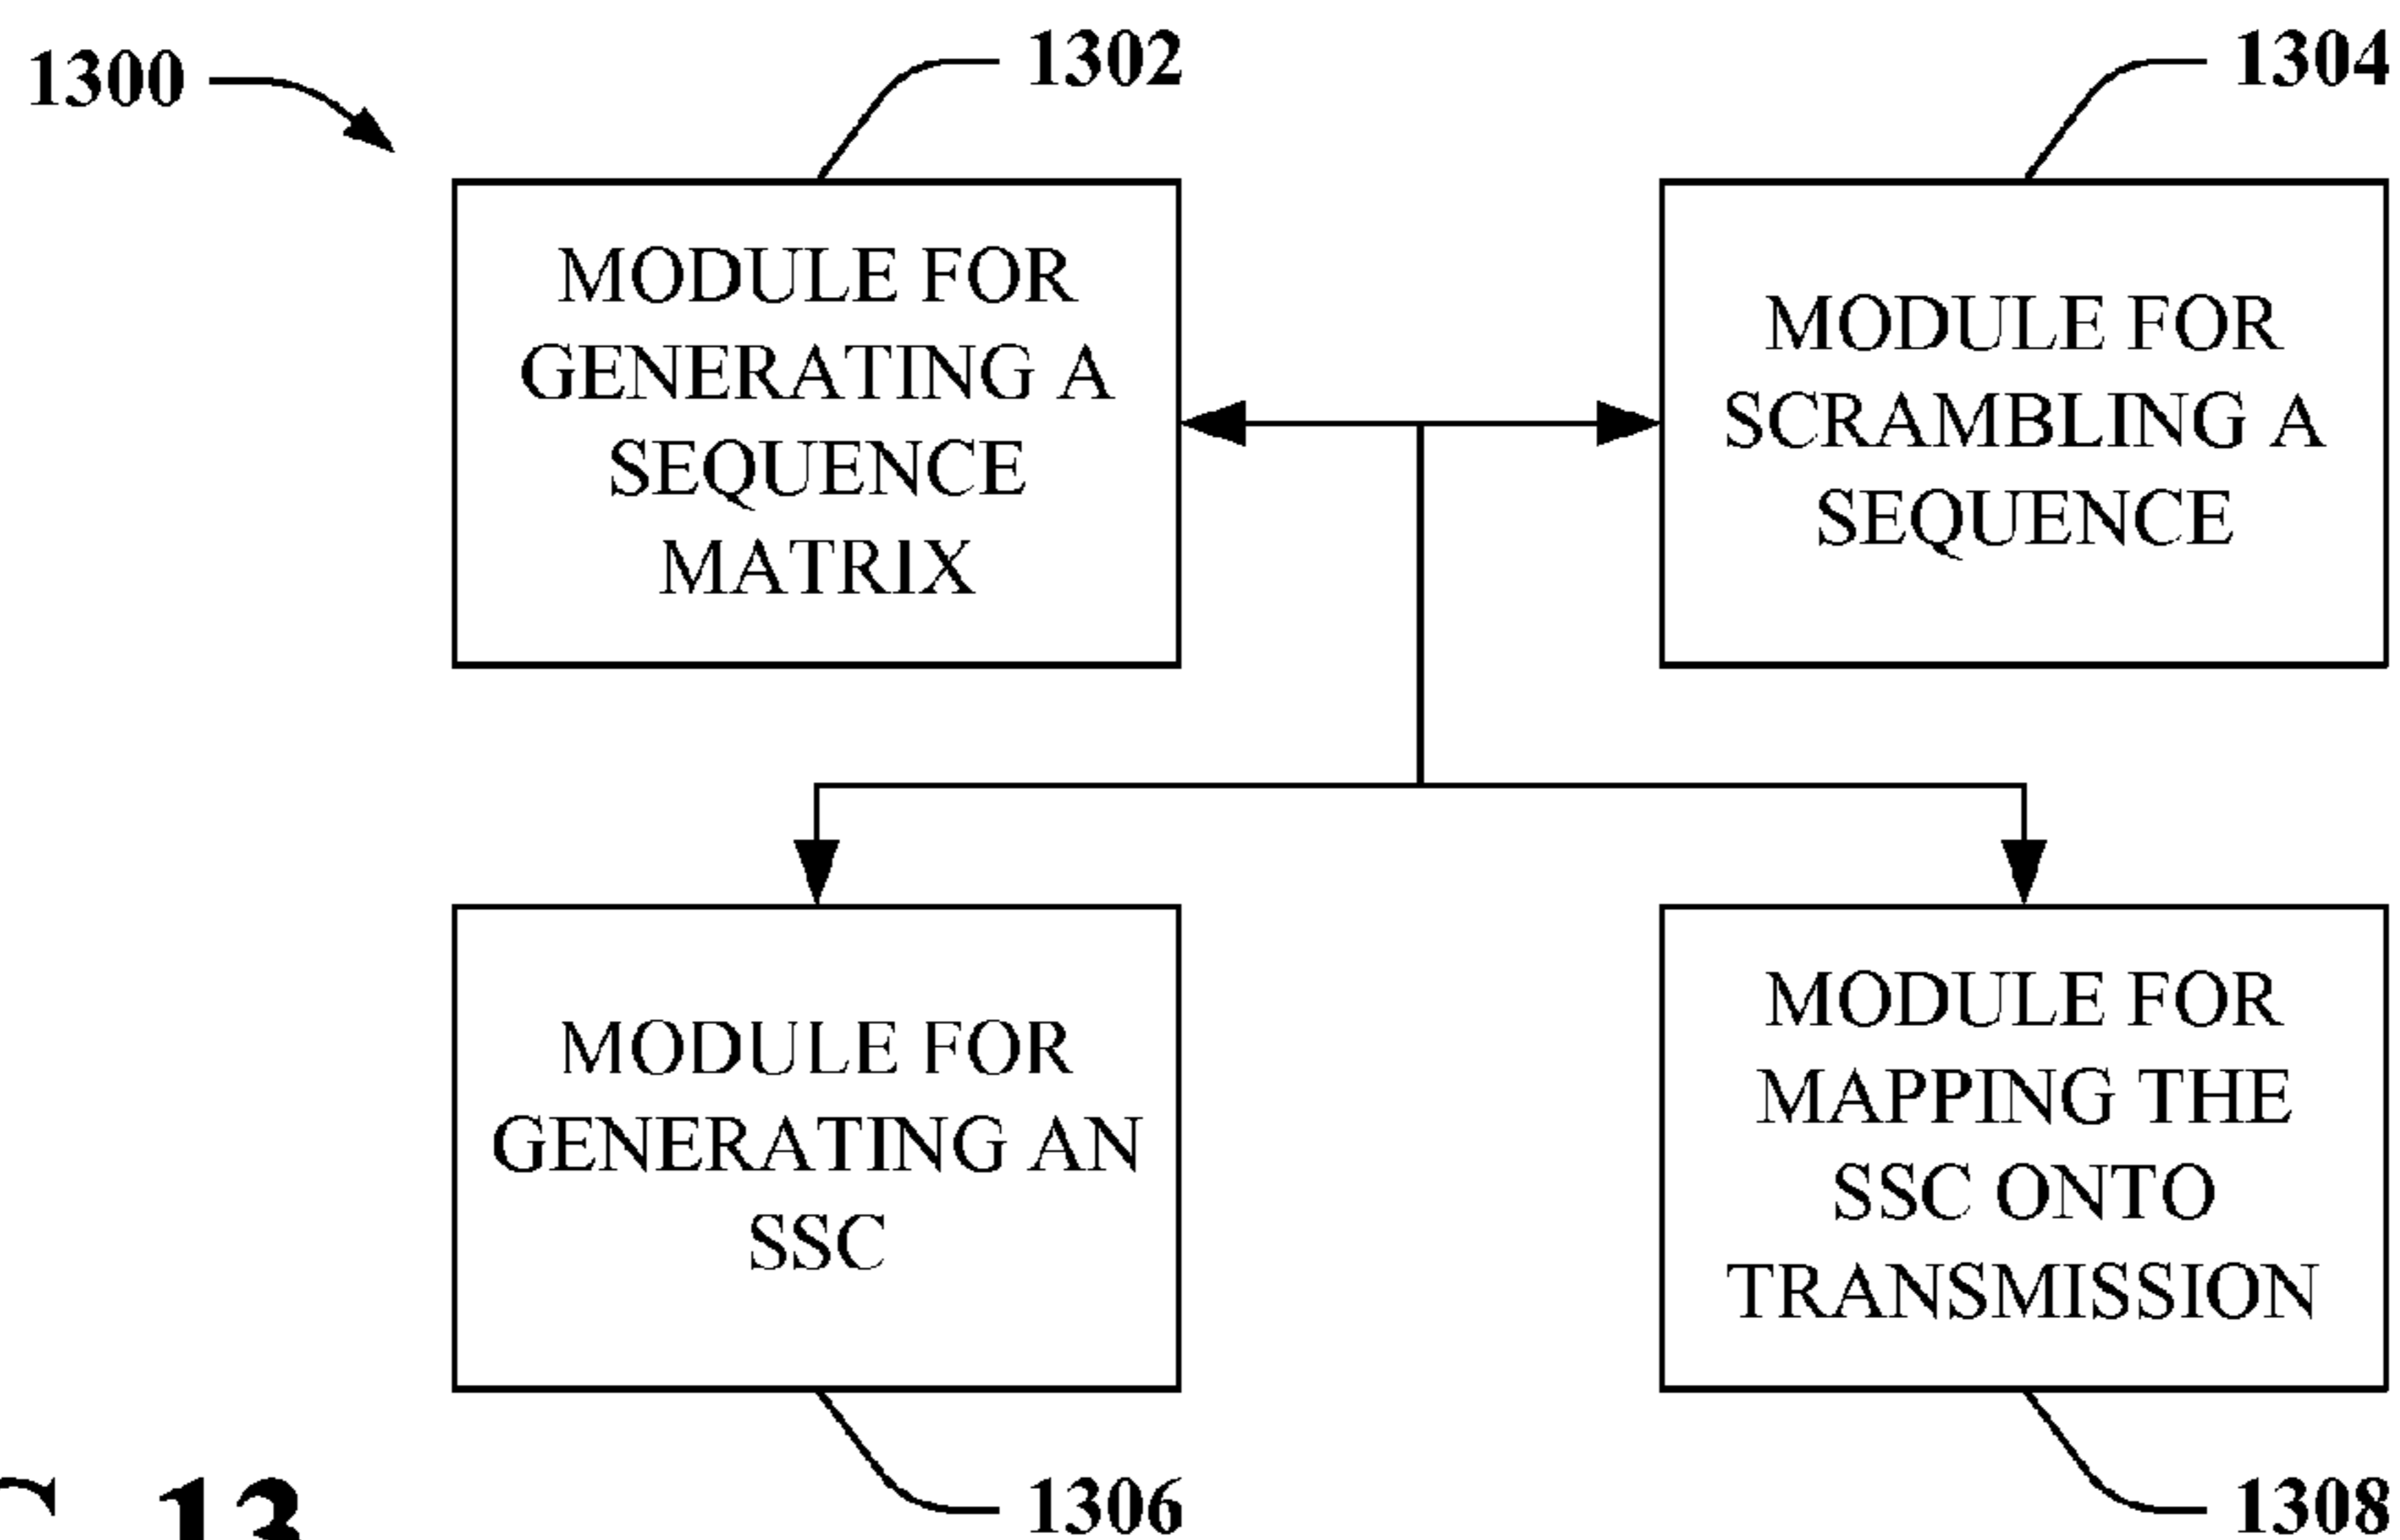 1300
1302
1304
MODULE FOR
GENERATING A
SEQUENCE
MATRIX
MODULE FOR
SCRAMBLING A
SEQUENCE
MODULE FOR
GENERATING AN
SSC
MODULE FOR
MAPPING THE
SSC ONTO
TRANSMISSION
1306
1308
13